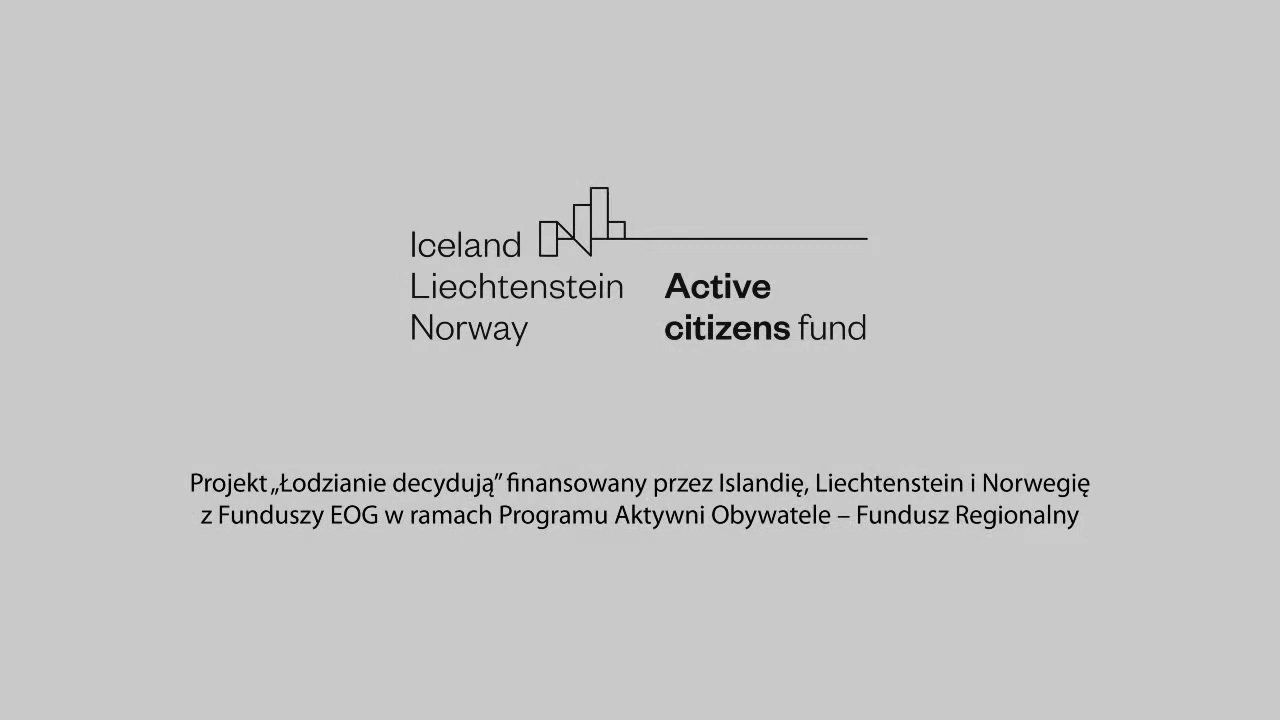 Iceland
Liechtenstein
Norway
Active
citizens fund
Projekt „Łodzianie decydują” finansowany przez Islandię, Liechtenstein i Norwegię
z Funduszy EOG w ramach Programu Aktywni Obywatele – Fundusz Regionalny